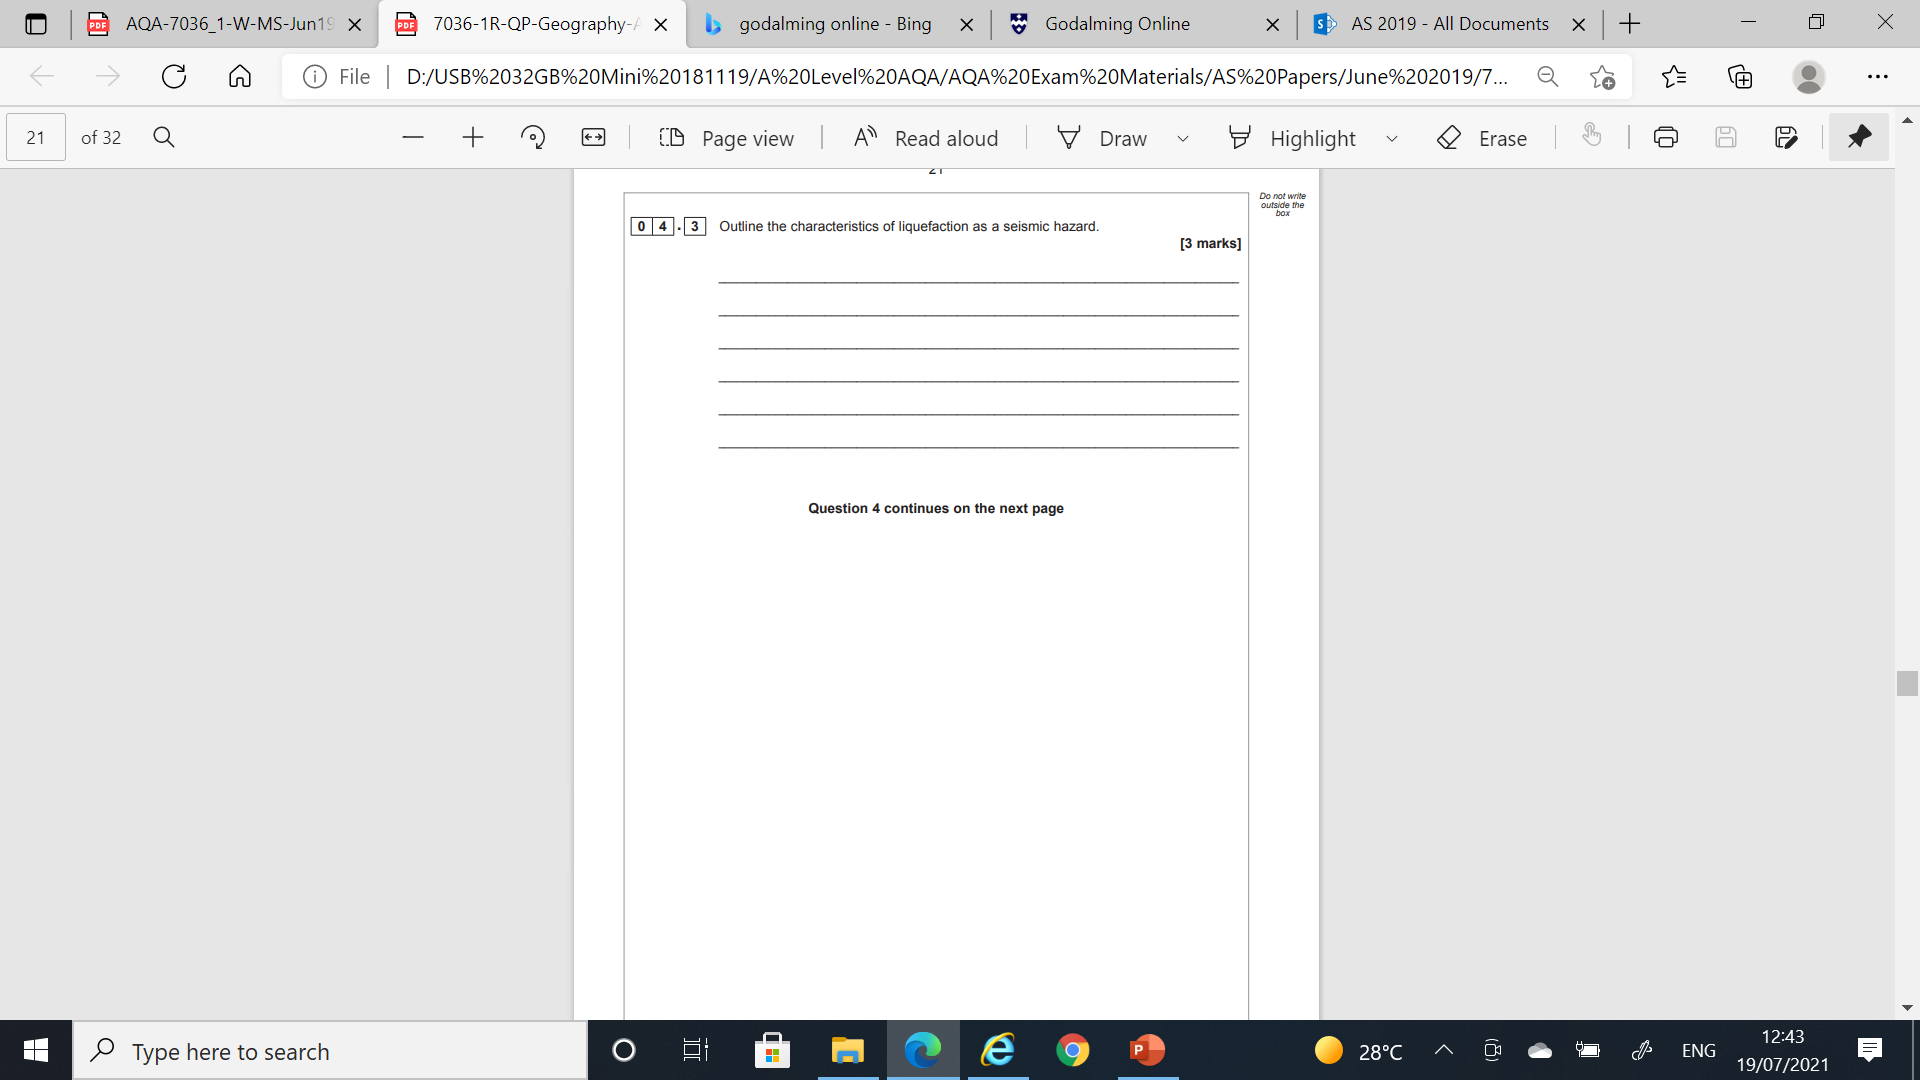 AQA-7036_1-W-MS-Jun19
7036-1R-QP-Geography-A
godalming online - Bing
Godalming Online
AS 2019 - All Documents
File
D:/USB%2032GB%20Mini%20181119/A%20Level%20AQA/AQA%20Exam%20Materials/AS%20Papers/June%202019/7...
21 of 32
Page view
Read aloud
Draw
Highlight
Erase
21
Do not write
outside the
box
0 4 . 3 Outline the characteristics of liquefaction as a seismic hazard.
[3 marks]
Question 4 continues on the next page
Type here to search
28°C
ENG
12:43
19/07/2021